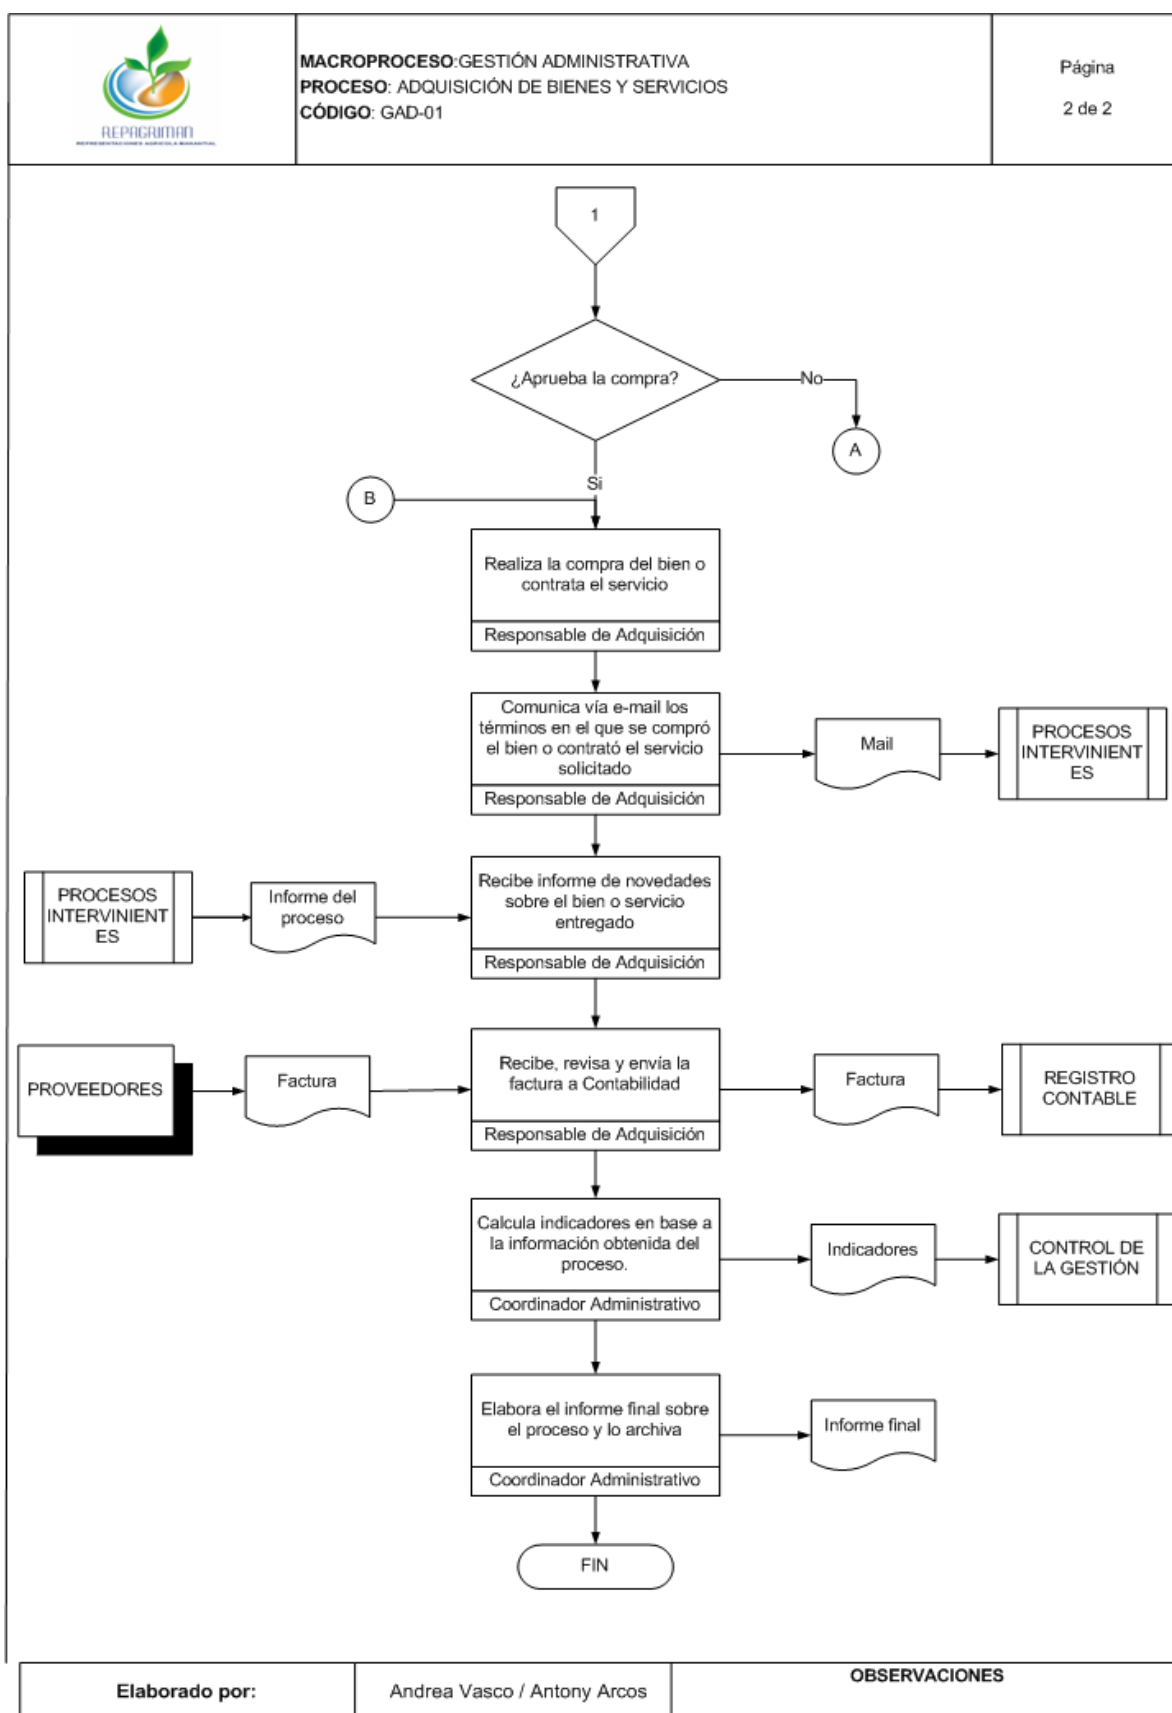 REPAGRIMAN
REPRESENTACIONES AGRICOLA MANANTIAL
MACROPROCESO:GESTIÓN ADMINISTRATIVA
PROCESO: ADQUISICIÓN DE BIENES Y SERVICIOS
CÓDIGO: GAD-01
Página
2 de 2
1
¿Aprueba la compra?
No
A
Si
B
Realiza la compra del bien o
contrata el servicio
Responsable de Adquisición
Comunica vía e-mail los
términos en el que se compró
el bien o contrató el servicio
solicitado
Responsable de Adquisición
Mail
PROCESOS
INTERVINIENT
ES
PROCESOS
INTERVINIENT
ES
Informe del
proceso
Recibe informe de novedades
sobre el bien o servicio
entregado
Responsable de Adquisición
PROVEEDORES
Factura
Recibe, revisa y envía la
factura a Contabilidad
Responsable de Adquisición
Factura
REGISTRO
CONTABLE
Calcula indicadores en base a
la información obtenida del
proceso.
Coordinador Administrativo
Indicadores
CONTROL DE
LA GESTIÓN
Elabora el informe final sobre
el proceso y lo archiva
Coordinador Administrativo
Informe final
FIN
Elaborado por:
Andrea Vasco / Antony Arcos
OBSERVACIONES